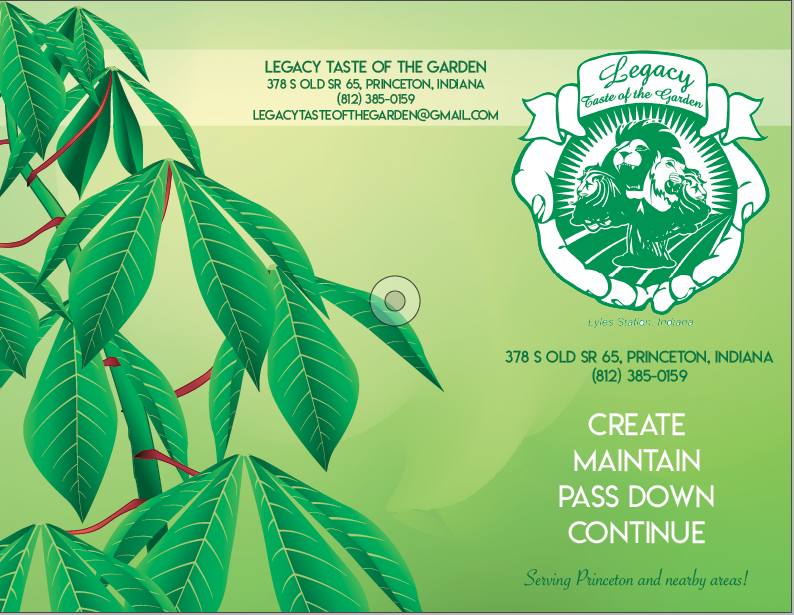 LEGACY TASTE OF THE GARDEN
378 S OLD SR 65, PRINCETON, INDIANA
(812) 385-0159
LEGACYTASTEOFTHEGARDEN@GMAIL.COM
Legacy
Taste of the Garden
Lyles Station, Indiana
378 S OLD SR 65, PRINCETON, INDIANA
(812) 385-0159
CREATE
MAINTAIN
PASS DOWN
CONTINUE
Serving Princeton and nearby areas!